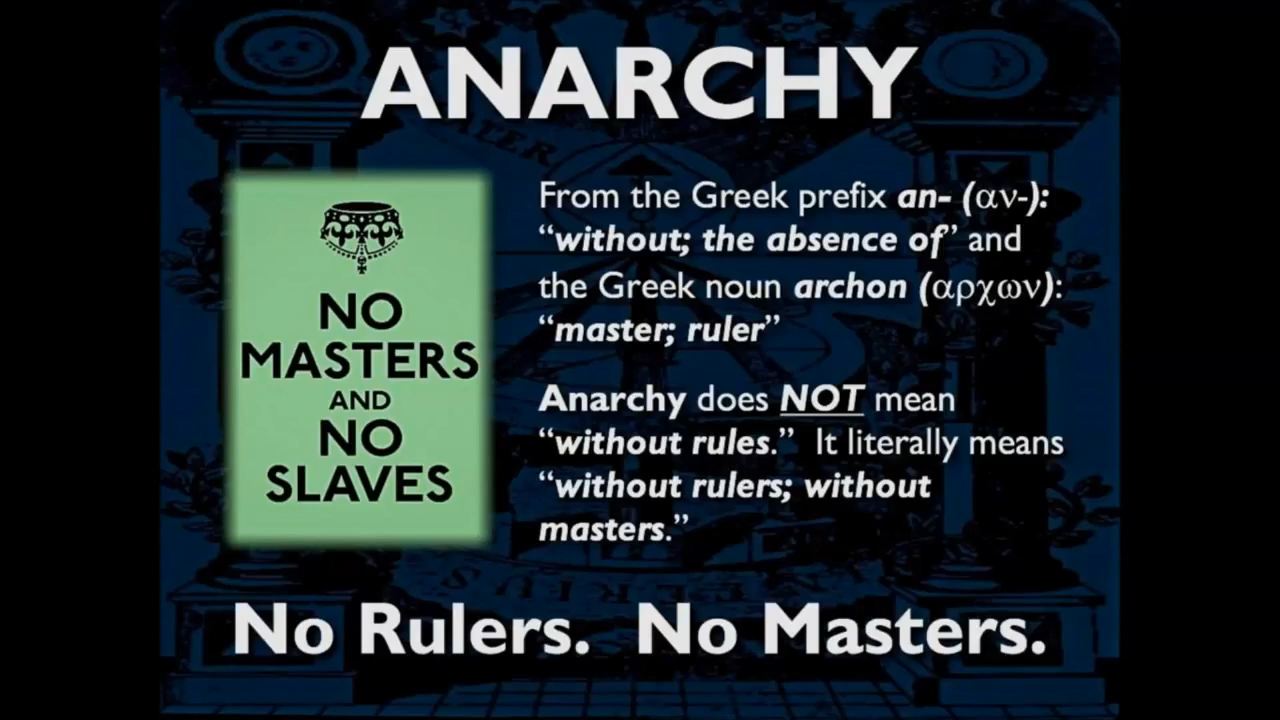 ANARCHY
NO
MASTERS
AND
NO
SLAVES
From the Greek prefix an- (αν-):
“without; the absence of” and
the Greek noun archon (αρχων):
“master; ruler”
Anarchy does NOT mean
“without rules.” It literally means
“without rulers; without
masters.”
No Rulers. No Masters.